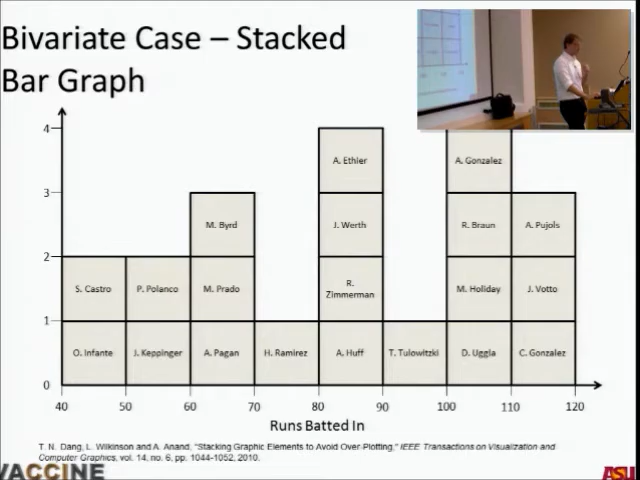 Bivariate Case – Stacked
Bar Graph
4
A. Ethier
A. Gonzalez
3
M. Byrd
J. Werth
R. Braun
A. Pujols
2
S. Castro
P. Polanco
M. Prado
R.
Zimmerman
M. Holiday
J. Votto
1
O. Infante
J. Keppinger
A. Pagan
H. Ramirez
A. Huff
T. Tulowitzki
D. Uggla
C. Gonzalez
0
40 50 60 70 80 90 100 110 120
Runs Batted In
T. N. Dang, L. Wilkinson and A. Anand, "Stacking Graphic Elements to Avoid Over-Plotting," IEEE Transactions on Visualization and
Computer Graphics, vol. 14, no. 6, pp. 1044-1052, 2010.
VACCINE
ASU